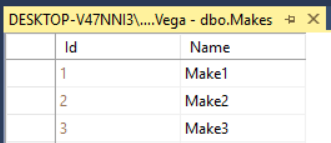 DESKTOP-V47NNI3\....Vega - dbo.Makes
Id Name
1 Make1
2 Make2
3 Make3